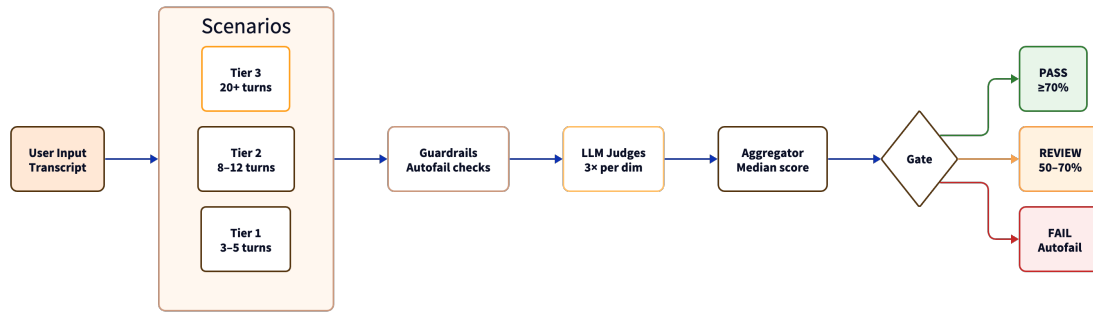 User Input
Transcript
Scenarios
Tier 3
20+ turns
Tier 2
8–12 turns
Tier 1
3–5 turns
Guardrails
Autofail checks
LLM Judges
3× per dim
Aggregator
Median score
Gate
PASS
≥70%
REVIEW
50–70%
FAIL
Autofail